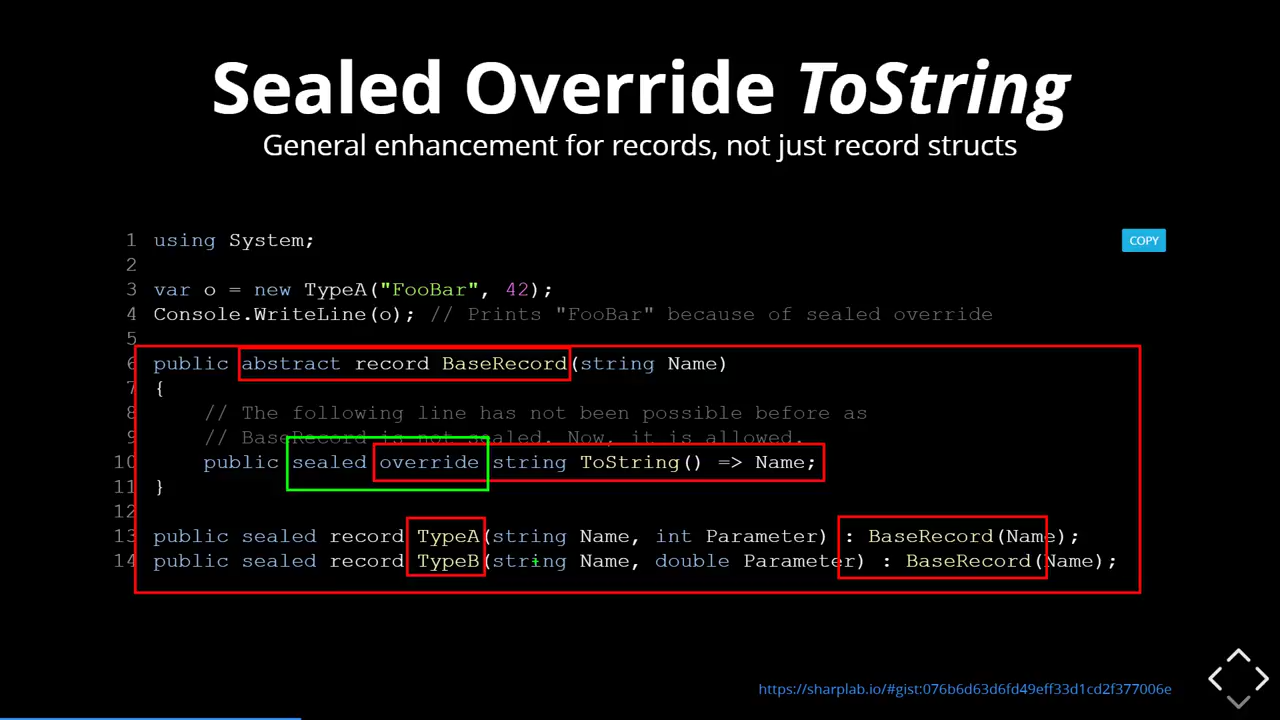 Sealed Override ToString
General enhancement for records, not just record structs
COPY
1 using System;
2
3 var o = new TypeA("FooBar", 42);
4 Console.WriteLine(o); // Prints "FooBar" because of sealed override
5
6 public abstract record BaseRecord(string Name)
7 {
8 // The following line has not been possible before as
9 // BaseRecord is not sealed. Now, it is allowed.
10 public sealed override string ToString() => Name;
11 }
12
13 public sealed record TypeA(string Name, int Parameter) : BaseRecord(Name);
14 public sealed record TypeB(string Name, double Parameter) : BaseRecord(Name);
https://sharplab.io/#gist:076b6d63d6fd49eff33d1cd2f377006e